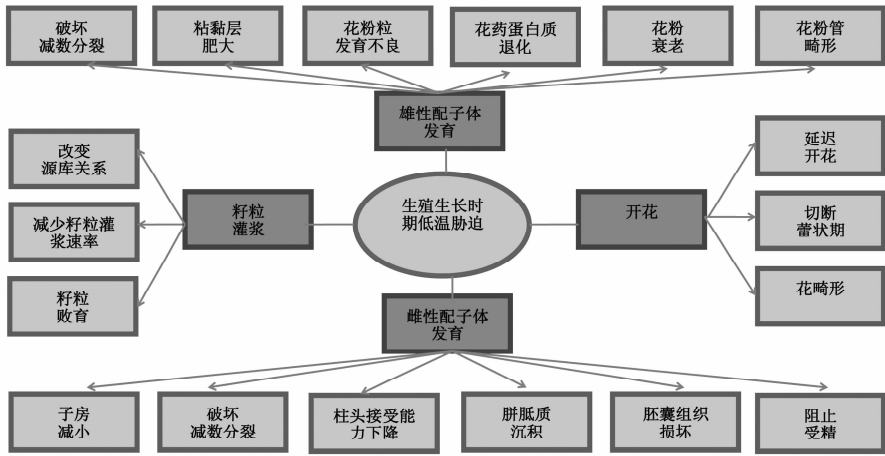 破坏
减数分裂
粘黏层
肥大
花粉粒
发育不良
花药蛋白质
退化
花粉
衰老
花粉管
畸形
雄性配子体
发育
改变
源库关系
减少籽粒灌
浆速率
籽粒
败育
籽粒
灌浆
生殖生长时
期低温胁迫
开花
延迟
开花
切断
蕾状期
花畸形
雌性配子体
发育
子房
减小
破坏
减数分裂
柱头接受能
力下降
胼胝质
沉积
胚囊组织
损坏
阻止
受精